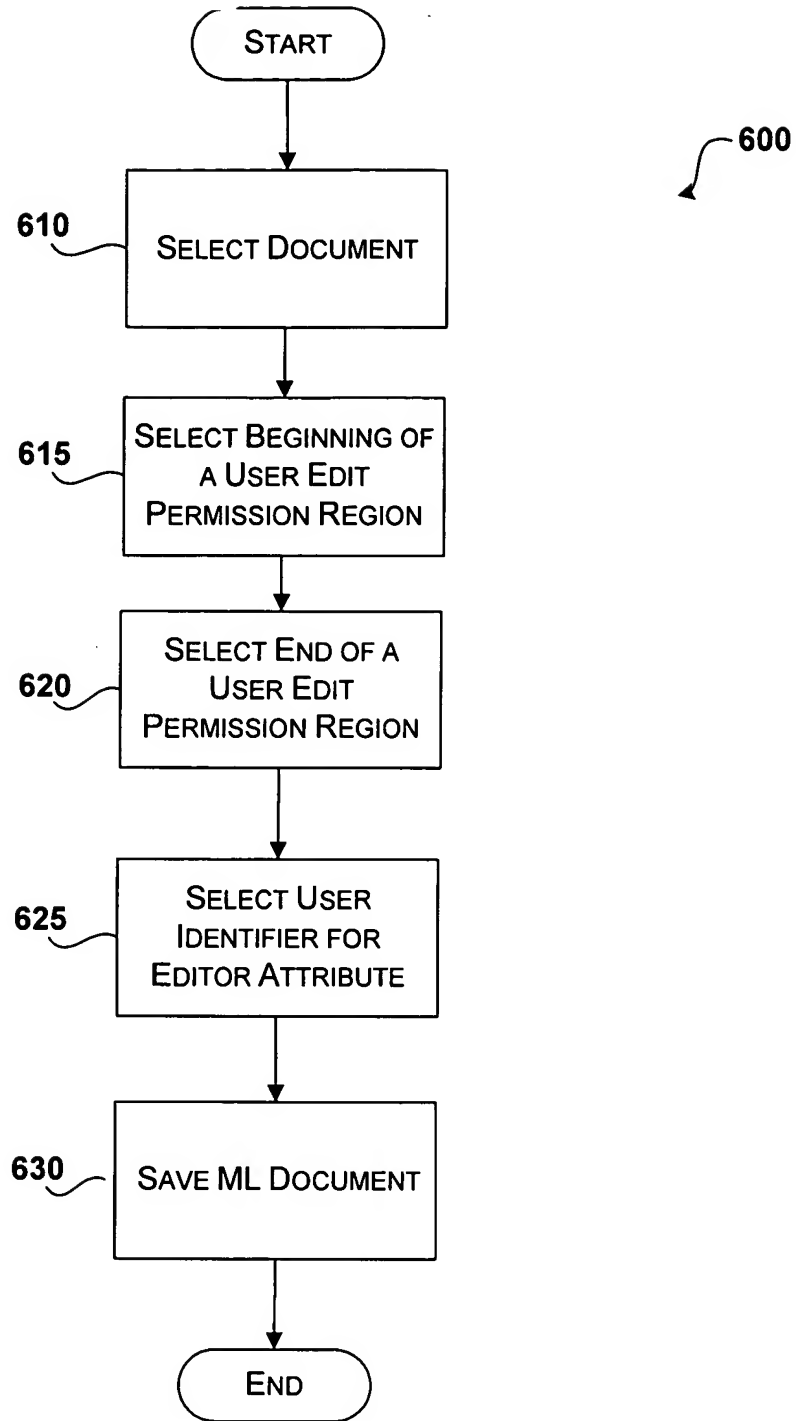 START
600
610
SELECT DOCUMENT
615
SELECT BEGINNING OF
A USER EDIT
PERMISSION REGION
620
SELECT END OF A
USER EDIT
PERMISSION REGION
625
SELECT USER
IDENTIFIER FOR
EDITOR ATTRIBUTE
630
SAVE ML DOCUMENT
END